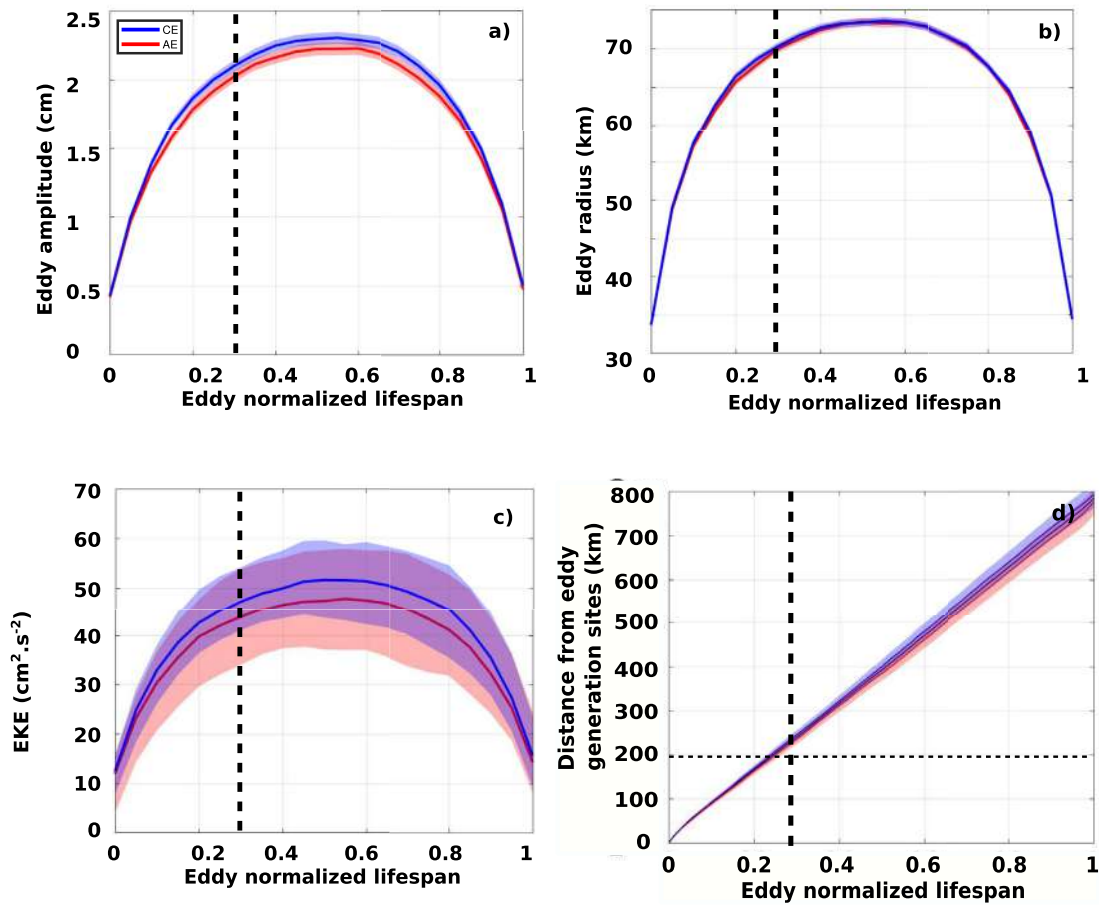 2.5
2
1.5
1
0.5
0
Eddy amplitude (cm)
CE
AE
a)
0 0.2 0.4 0.6 0.8 1
Eddy normalized lifespan
70
60
50
40
30
Eddy radius (km)
b)
0 0.2 0.4 0.6 0.8 1
Eddy normalized lifespan
70
60
50
40
30
20
10
0
EKE (cm².s⁻²)
c)
0 0.2 0.4 0.6 0.8 1
Eddy normalized lifespan
800
700
600
500
400
300
200
100
0
Distance from eddy
generation sites (km)
d)
0 0.2 0.4 0.6 0.8 1
Eddy normalized lifespan